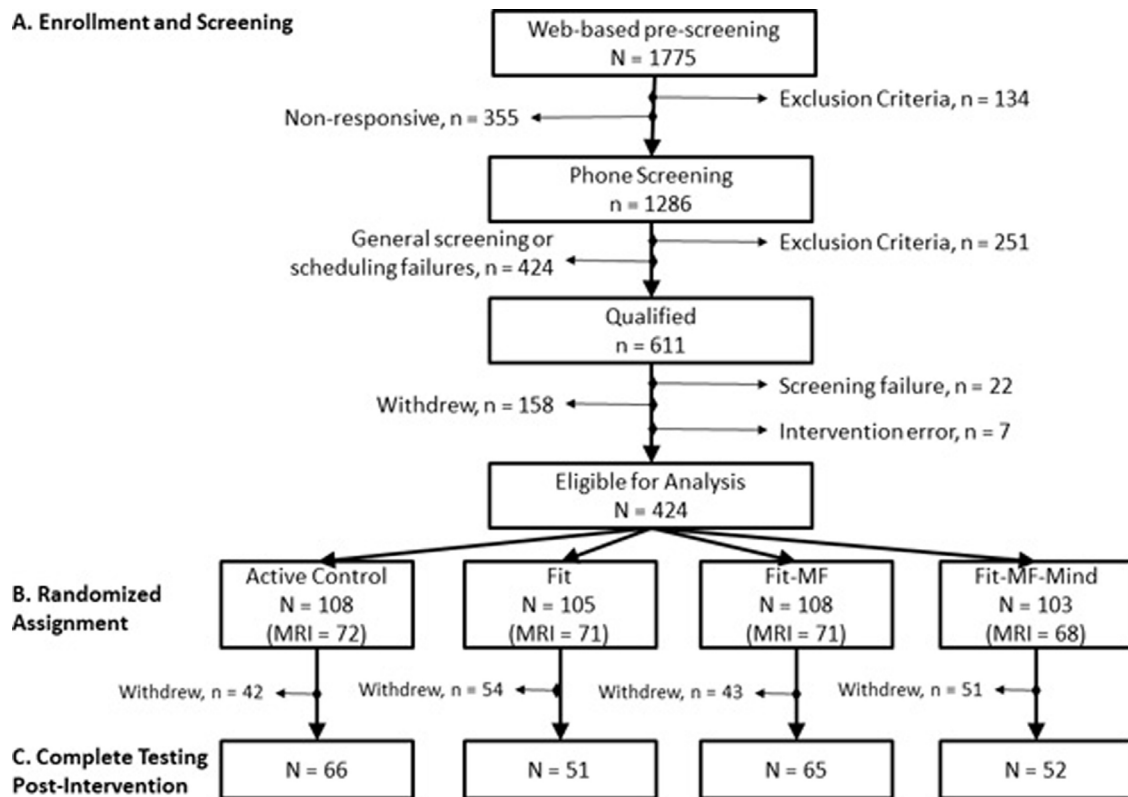 A. Enrollment and Screening
Web-based pre-screening
N = 1775
Exclusion Criteria, n = 134
Non-responsive, n = 355
Phone Screening
n = 1286
General screening or
scheduling failures, n = 424
Exclusion Criteria, n = 251
Qualified
n = 611
Screening failure, n = 22
Withdrew, n = 158
Intervention error, n = 7
Eligible for Analysis
N = 424
B. Randomized
Assignment
Active Control
N = 108
(MRI = 72)
Fit
N = 105
(MRI = 71)
Fit-MF
N = 108
(MRI = 71)
Fit-MF-Mind
N = 103
(MRI = 68)
Withdrew, n = 42
Withdrew, n = 54
Withdrew, n = 43
Withdrew, n = 51
C. Complete Testing
Post-Intervention
N = 66
N = 51
N = 65
N = 52